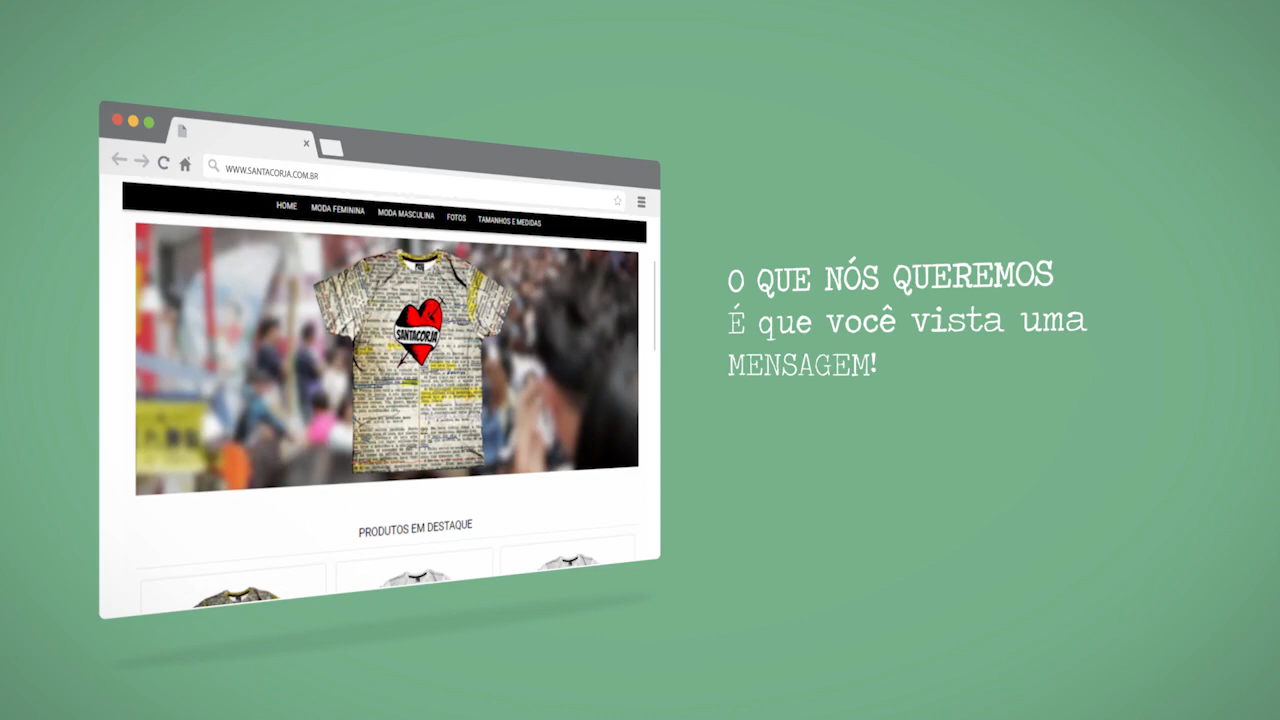 WWW.SANTACORJA.COM.BR
HOME MODA FEMININA MODA MASCULINA FOTOS TAMANHOS E MEDIDAS
SANTACORJA
PRODUTOS EM DESTAQUE
O QUE NÓS QUEREMOS
É que você vista uma
MENSAGEM!